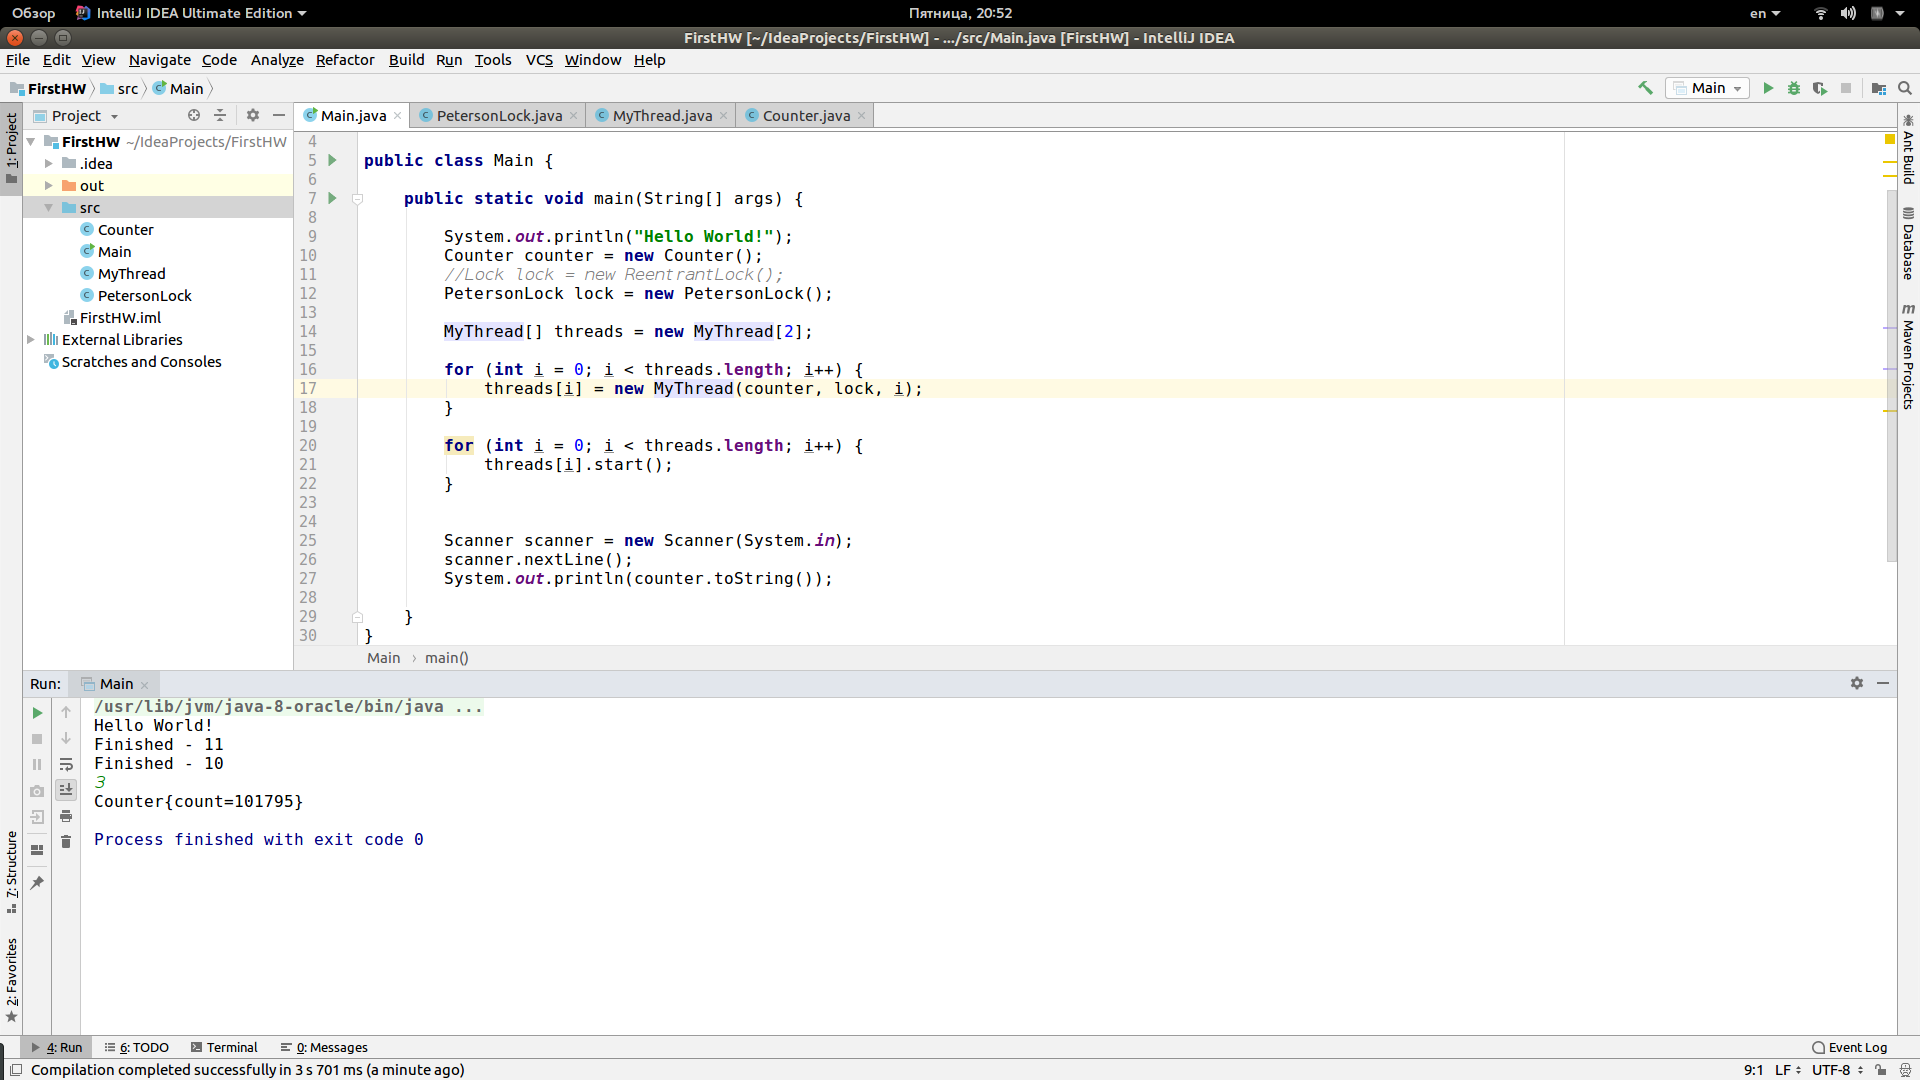 Обзор IntelliJ IDEA Ultimate Edition Пятница, 20:52 en
FirstHW [~/IdeaProjects/FirstHW] - .../src/Main.java [FirstHW] - IntelliJ IDEA
File Edit View Navigate Code Analyze Refactor Build Run Tools VCS Window Help
FirstHW src Main Main
1: Project
Project
FirstHW ~/IdeaProjects/FirstHW
.idea
out
src
Counter
Main
MyThread
PetersonLock
FirstHW.iml
External Libraries
Scratches and Consoles
Main.java PetersonLock.java MyThread.java Counter.java
4
5 public class Main {
6
7 public static void main(String[] args) {
8
9 System.out.println("Hello World!");
10 Counter counter = new Counter();
11 //Lock lock = new ReentrantLock();
12 PetersonLock lock = new PetersonLock();
13
14 MyThread[] threads = new MyThread[2];
15
16 for (int i = 0; i < threads.length; i++) {
17 threads[i] = new MyThread(counter, lock, i);
18 }
19
20 for (int i = 0; i < threads.length; i++) {
21 threads[i].start();
22 }
23
24
25 Scanner scanner = new Scanner(System.in);
26 scanner.nextLine();
27 System.out.println(counter.toString());
28
29 }
30 }
Main › main()
Ant Build
Database
m Maven Projects
Run: Main
/usr/lib/jvm/java-8-oracle/bin/java ...
Hello World!
Finished - 11
Finished - 10
3
Counter{count=101795}
Process finished with exit code 0
7: Structure
2: Favorites
4: Run 6: TODO Terminal 0: Messages Event Log
Compilation completed successfully in 3 s 701 ms (a minute ago) 9:1 LF UTF-8